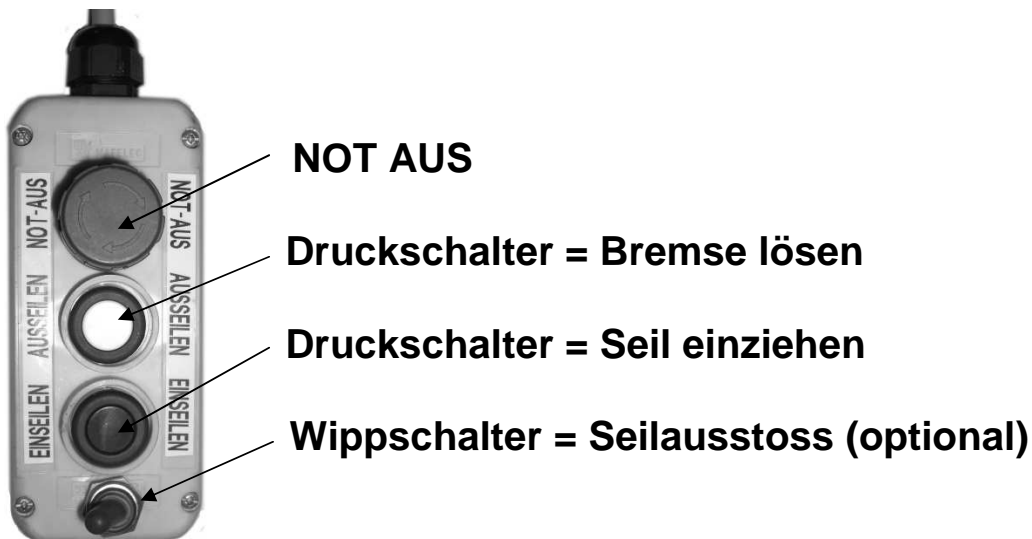 NOT AUS
Druckschalter = Bremse lösen
Druckschalter = Seil einziehen
Wippschalter = Seilausstoss (optional)
NOT-AUS
AUSSEILEN
EINSEILEN
NOT-AUS
AUSSEILEN
EINSEILEN